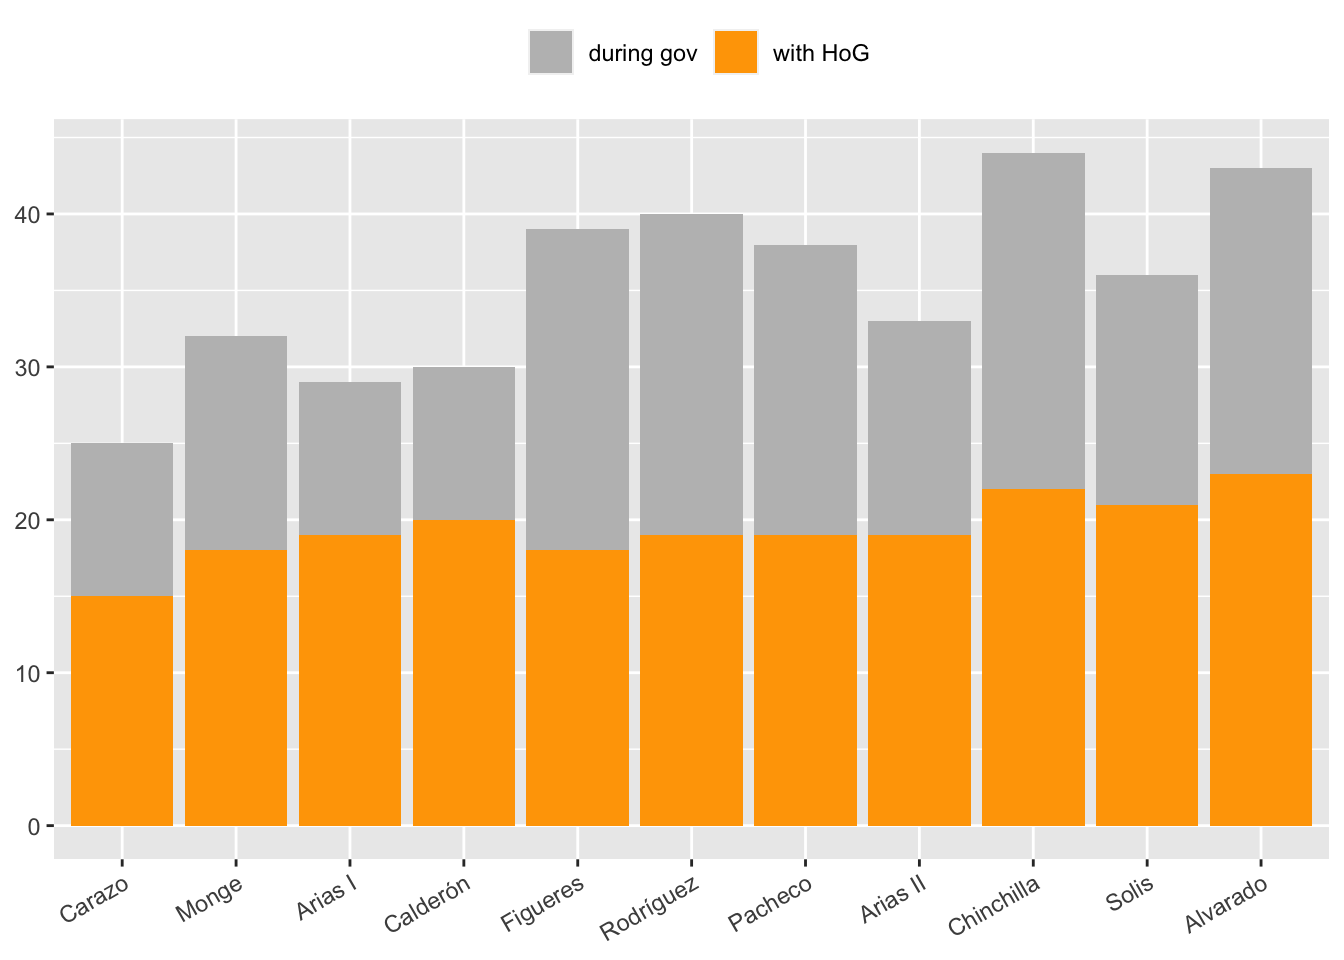 during gov with HoG
40
30
20
10
0
Carazo Monge Arias I Calderón Figueres Rodríguez Pacheco Arias II Chinchilla Solis Alvarado